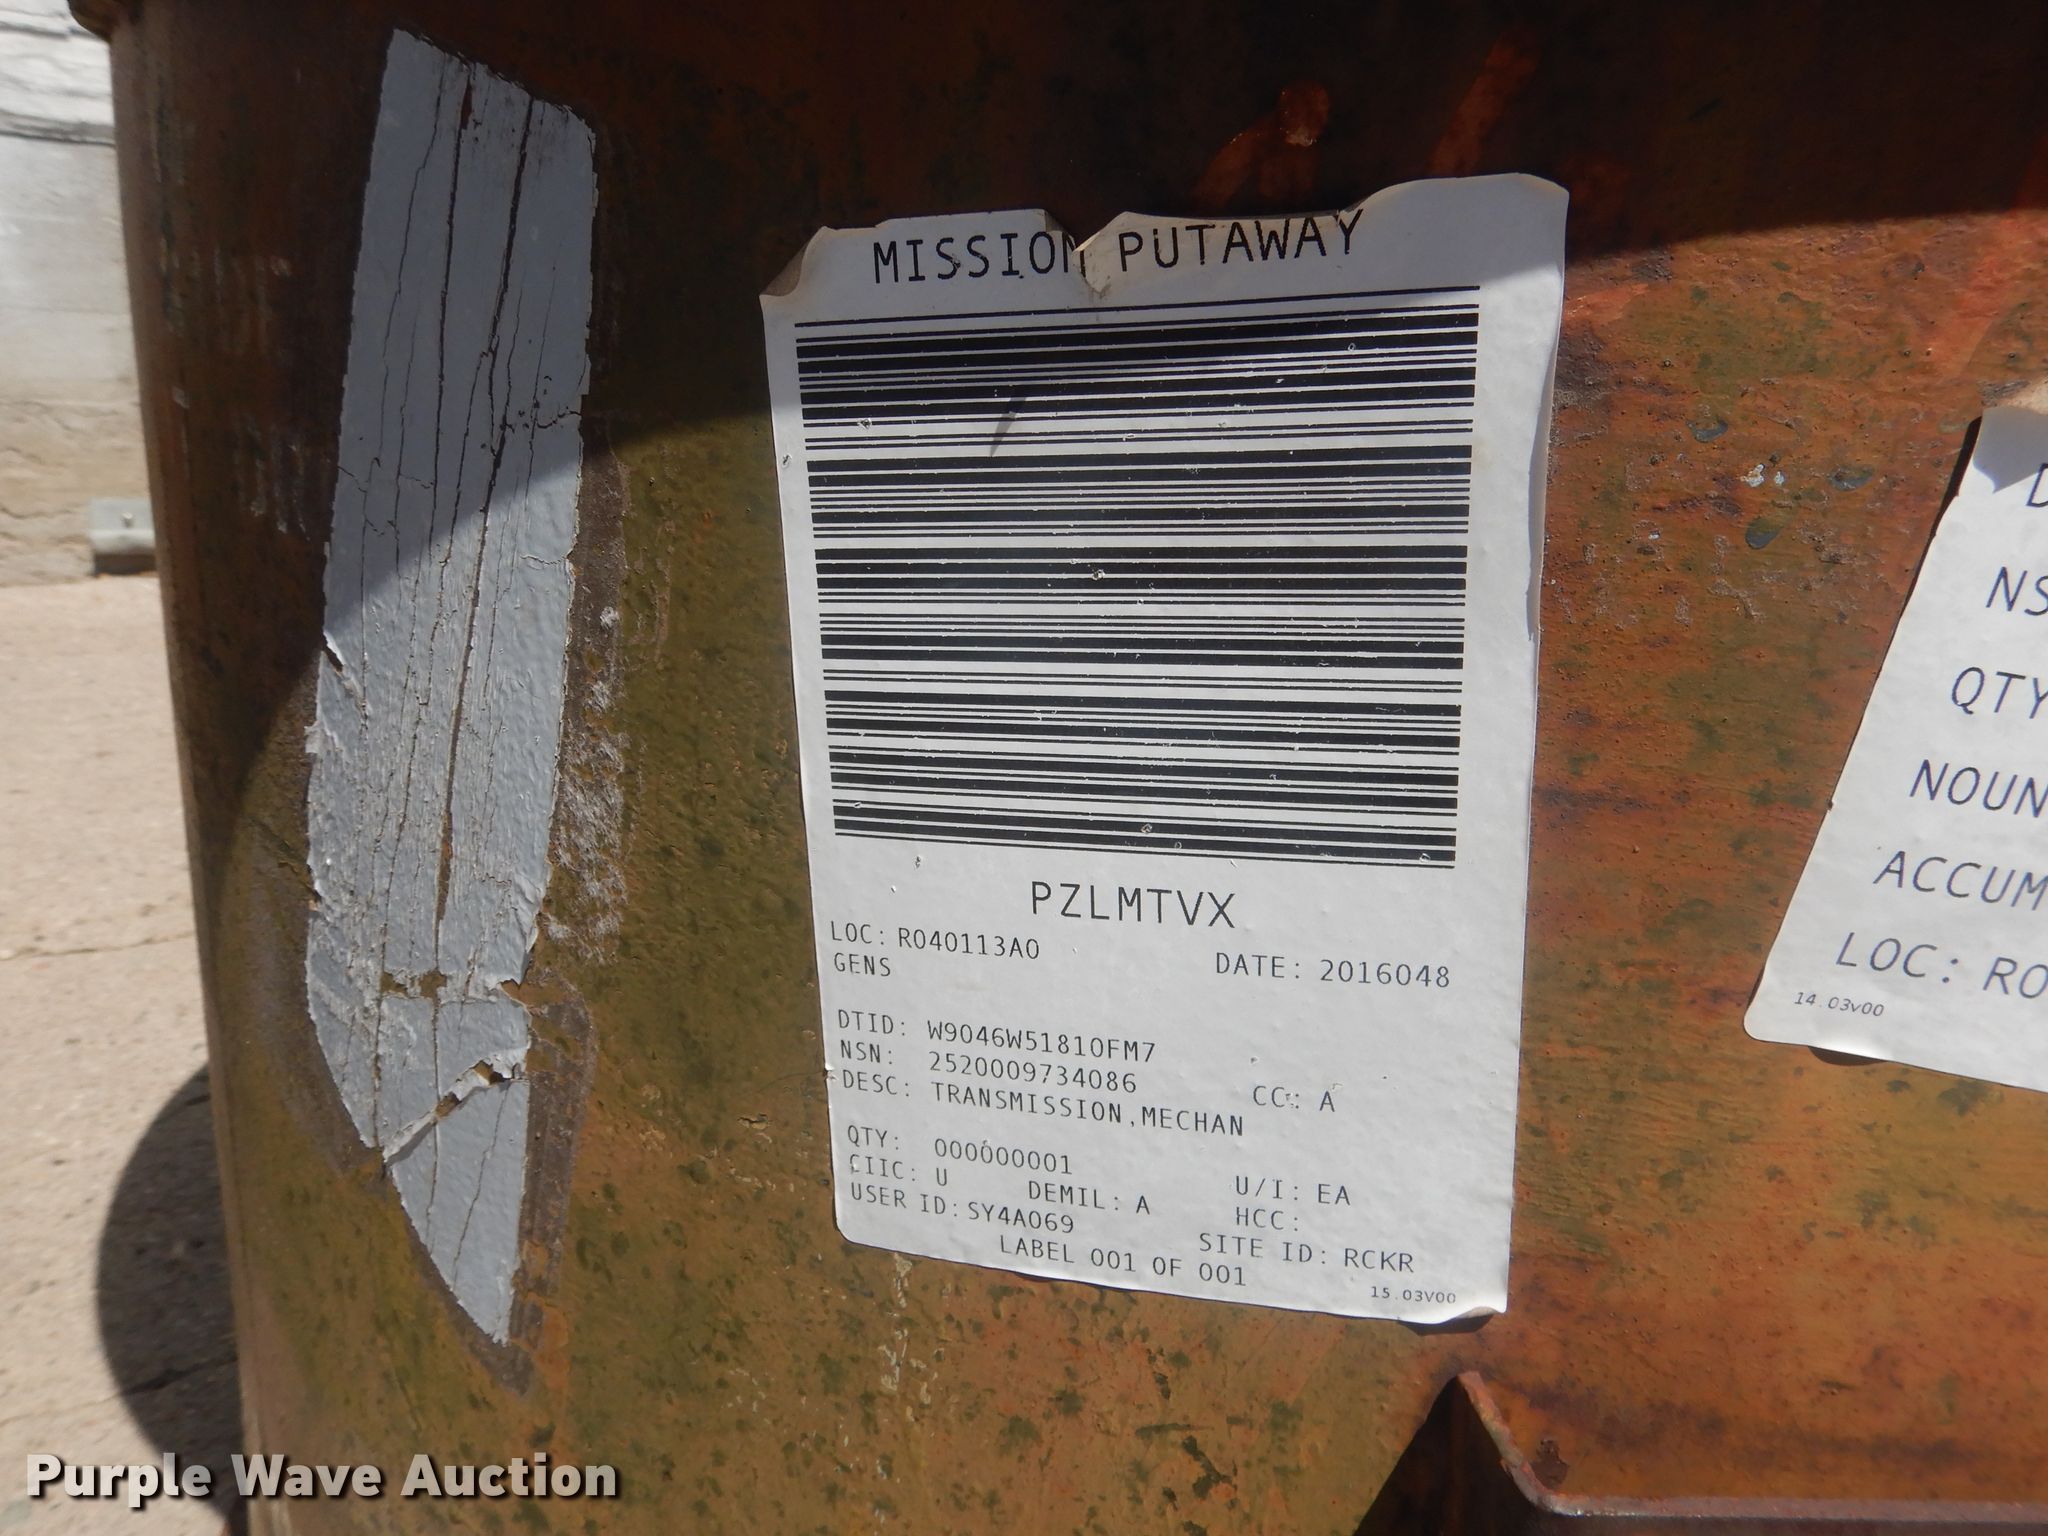 MISSION PUTAWAY
PZLMTVX
LOC: R040113A0
GENS
DATE: 2016048
DTID: W9046W51810FM7
NSN: 2520009734086
CC: A
DESC: TRANSMISSION,MECHAN
QTY: 000000001
U/I: EA
CIIC: U DEMIL: A
HCC:
USER ID: SY4A069
SITE ID: RCKR
LABEL 001 OF 001
15.03V00
D
NS
QTY
NOUN
ACCUM
LOC: R0
14.03V00
Purple Wave Auction